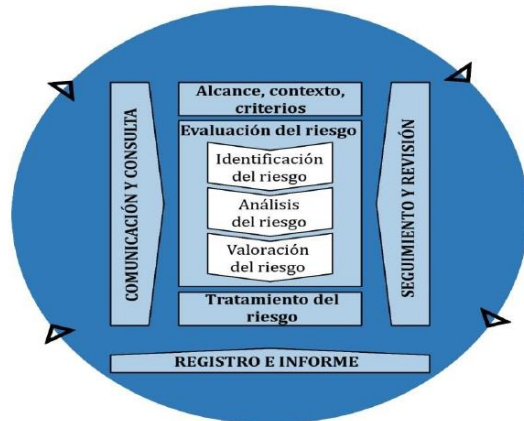 Alcance, contexto,
criterios
Evaluación del riesgo
Identificación
del riesgo
Análisis
del riesgo
Valoración
del riesgo
Tratamiento del
riesgo
COMUNICACIÓN Y CONSULTA
SEGUIMIENTO Y REVISIÓN
REGISTRO E INFORME